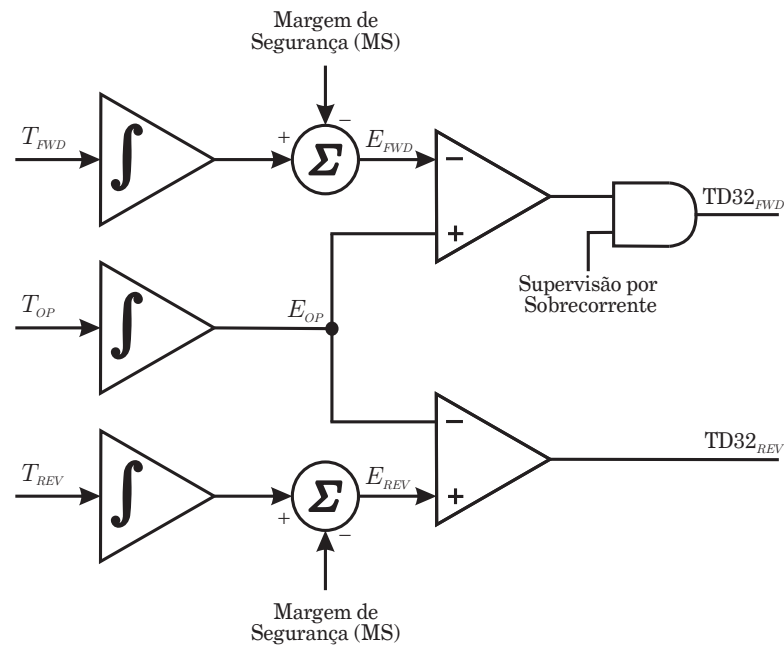 Margem de
Segurança (MS)
T_FWD
∫
+
−
Σ
E_FWD
−
+
TD32_FWD
Supervisão por
Sobrecorrente
T_OP
∫
E_OP
T_REV
∫
+
−
Σ
E_REV
−
+
TD32_REV
Margem de
Segurança (MS)